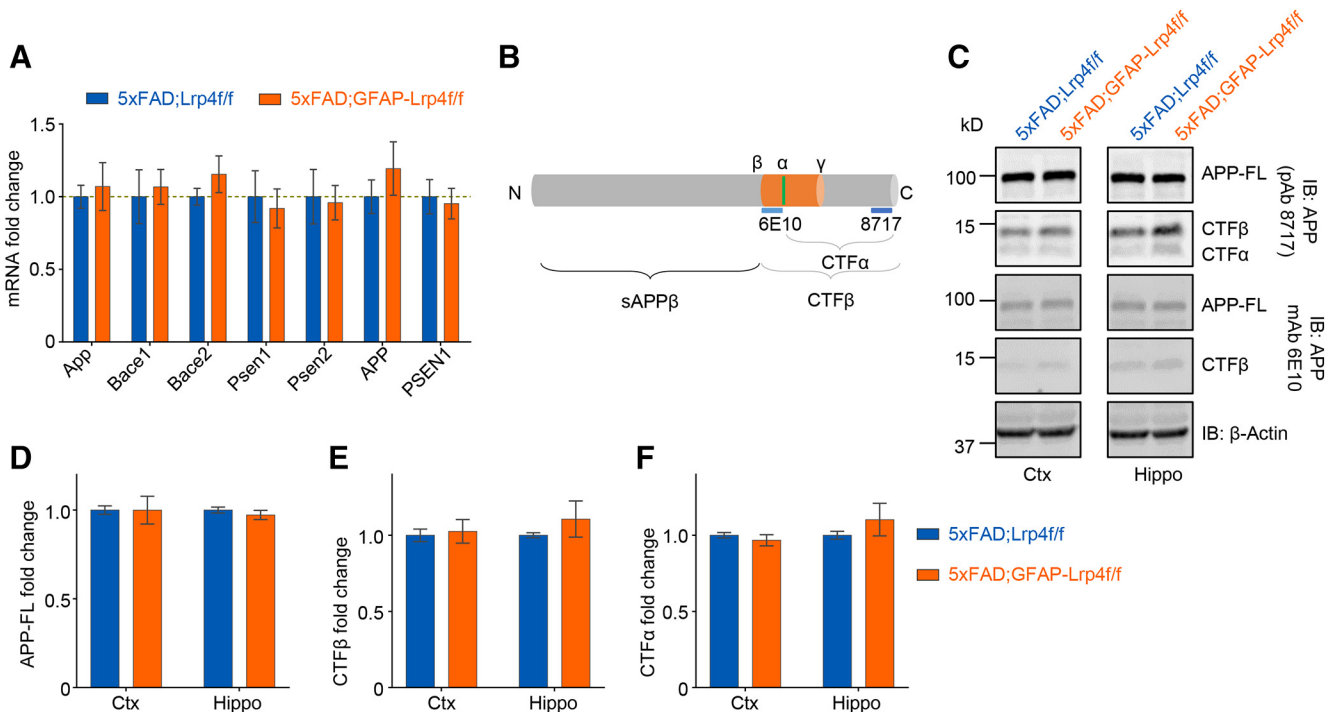 A
5xFAD;Lrp4f/f
5xFAD;GFAP-Lrp4f/f
mRNA fold change
1.5
1.0
0.5
0
App
Bace1
Bace2
Psen1
Psen2
APP
PSEN1
B
β α γ
N C
6E10 8717
CTFα
sAPPβ CTFβ
C
5xFAD;Lrp4f/f
5xFAD;GFAP-Lrp4f/f
5xFAD;Lrp4f/f
5xFAD;GFAP-Lrp4f/f
kD
100 APP-FL
15 CTFβ
CTFα
IB: APP
(pAb 8717)
100 APP-FL
15 CTFβ
IB: APP
mAb 6E10
37 IB: β-Actin
Ctx Hippo
D
APP-FL fold change
1.0
0.5
0
Ctx Hippo
E
CTFβ fold change
1.0
0.5
0
Ctx Hippo
F
CTFα fold change
1.0
0.5
0
Ctx Hippo
5xFAD;Lrp4f/f
5xFAD;GFAP-Lrp4f/f